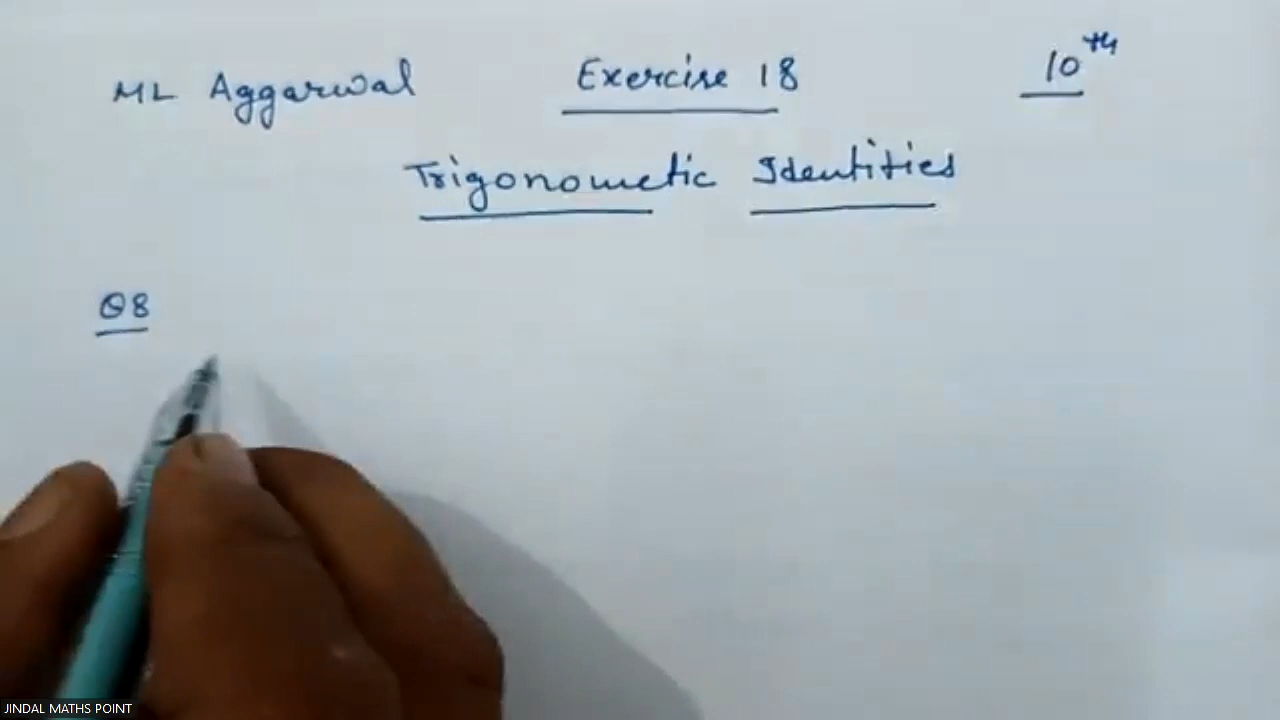 ML Aggarwal Exercise 18 10th
Trigonometic Identities
Q8
JINDAL MATHS POINT